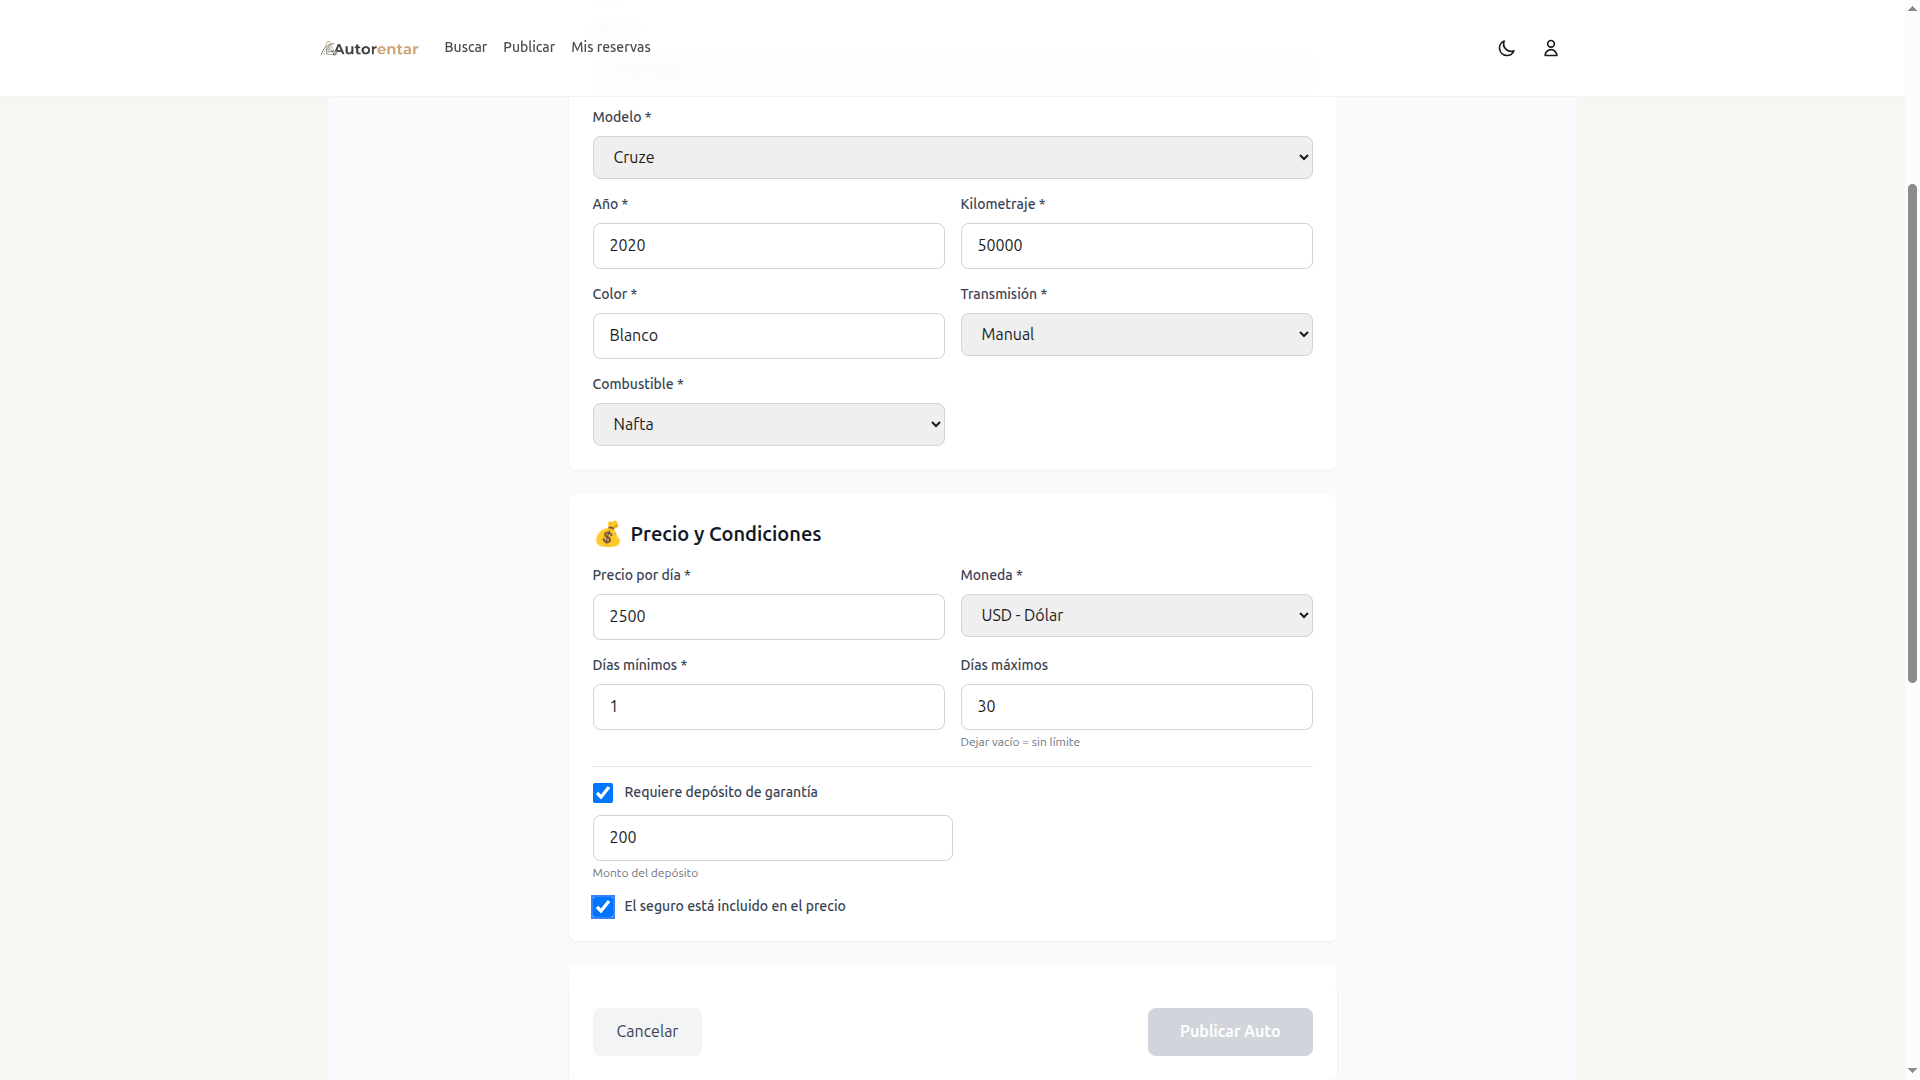 Autorentar Buscar Publicar Mis reservas
Modelo *
Cruze
Año * Kilometraje *
2020 50000
Color * Transmisión *
Blanco Manual
Combustible *
Nafta
💰 Precio y Condiciones
Precio por día * Moneda *
2500 USD - Dólar
Días mínimos * Días máximos
1 30
Dejar vacío = sin límite
Requiere depósito de garantía
200
Monto del depósito
El seguro está incluido en el precio
Cancelar Publicar Auto